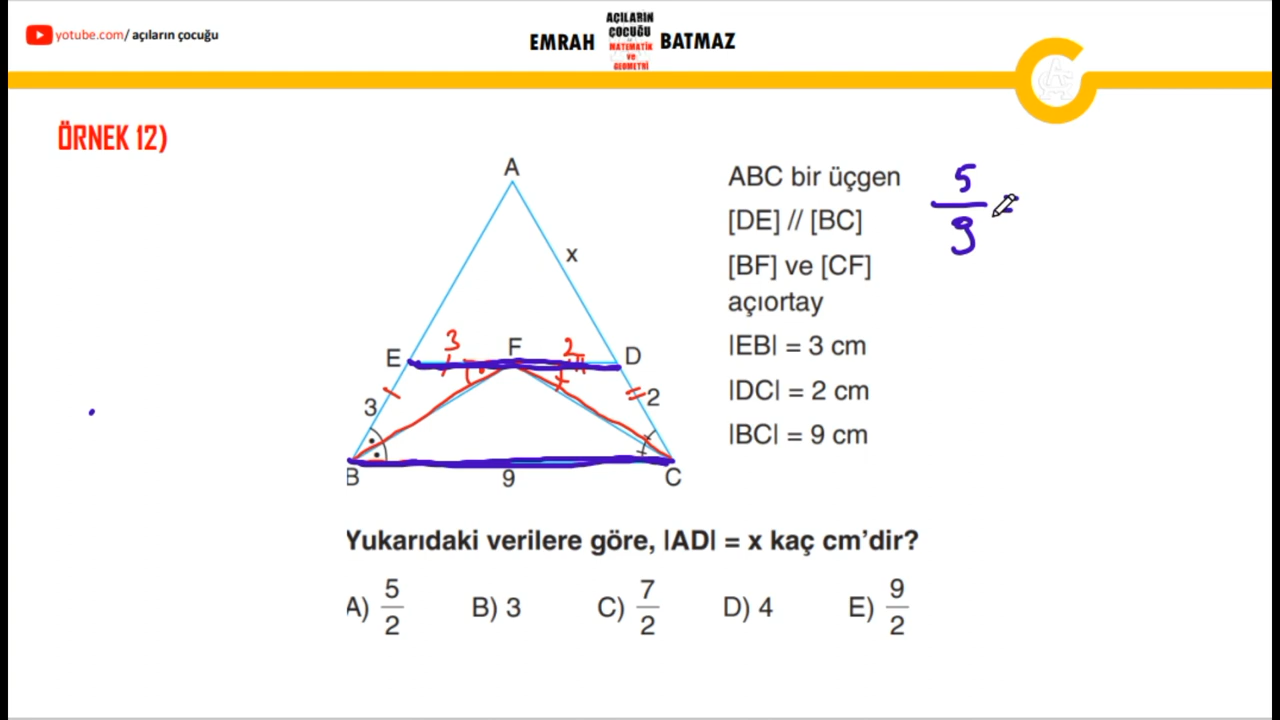 yotube.com/ açıların çocuğu
AÇILARIN
ÇOCUĞU
EMRAH
MATEMATİK
BATMAZ
ve
GEOMETRİ
ÖRNEK 12)
A
x
E
3
F
2
D
3
2
B
9
C
ABC bir üçgen
[DE] // [BC]
[BF] ve [CF]
açıortay
|EB| = 3 cm
|DC| = 2 cm
|BC| = 9 cm
5
9
=
Yukarıdaki verilere göre, |AD| = x kaç cm’dir?
A) 5/2 B) 3 C) 7/2 D) 4 E) 9/2